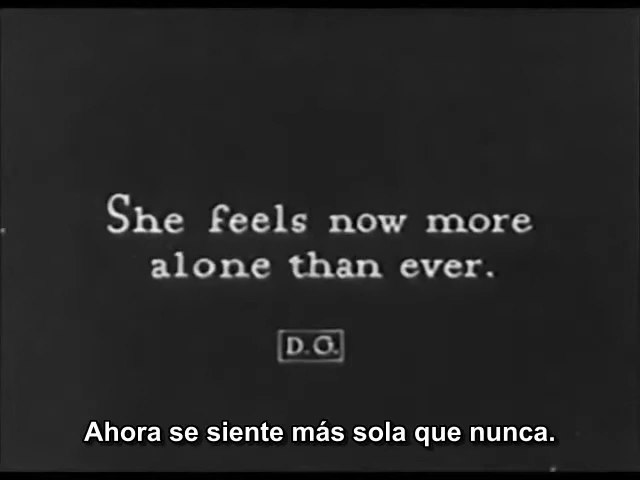 She feels now more
alone than ever.
D.G.
Ahora se siente más sola que nunca.